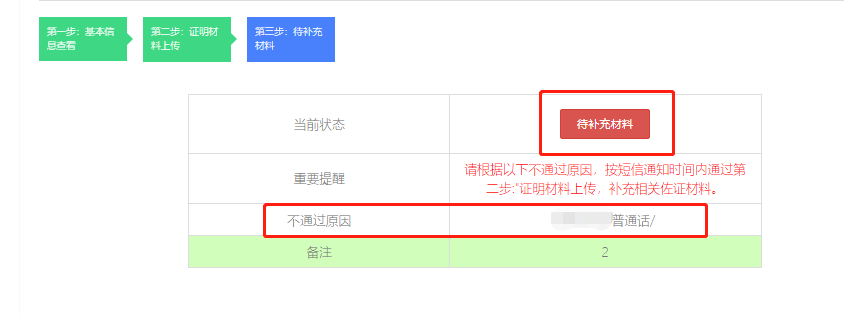 第一步：基本信
息查看
第二步：证明材
料上传
第三步：待补充
材料
当前状态
待补充材料
重要提醒
请根据以下不通过原因，按短信通知时间内通过第
二步:“证明材料上传，补充相关佐证材料。
不通过原因
普通话/
备注
2